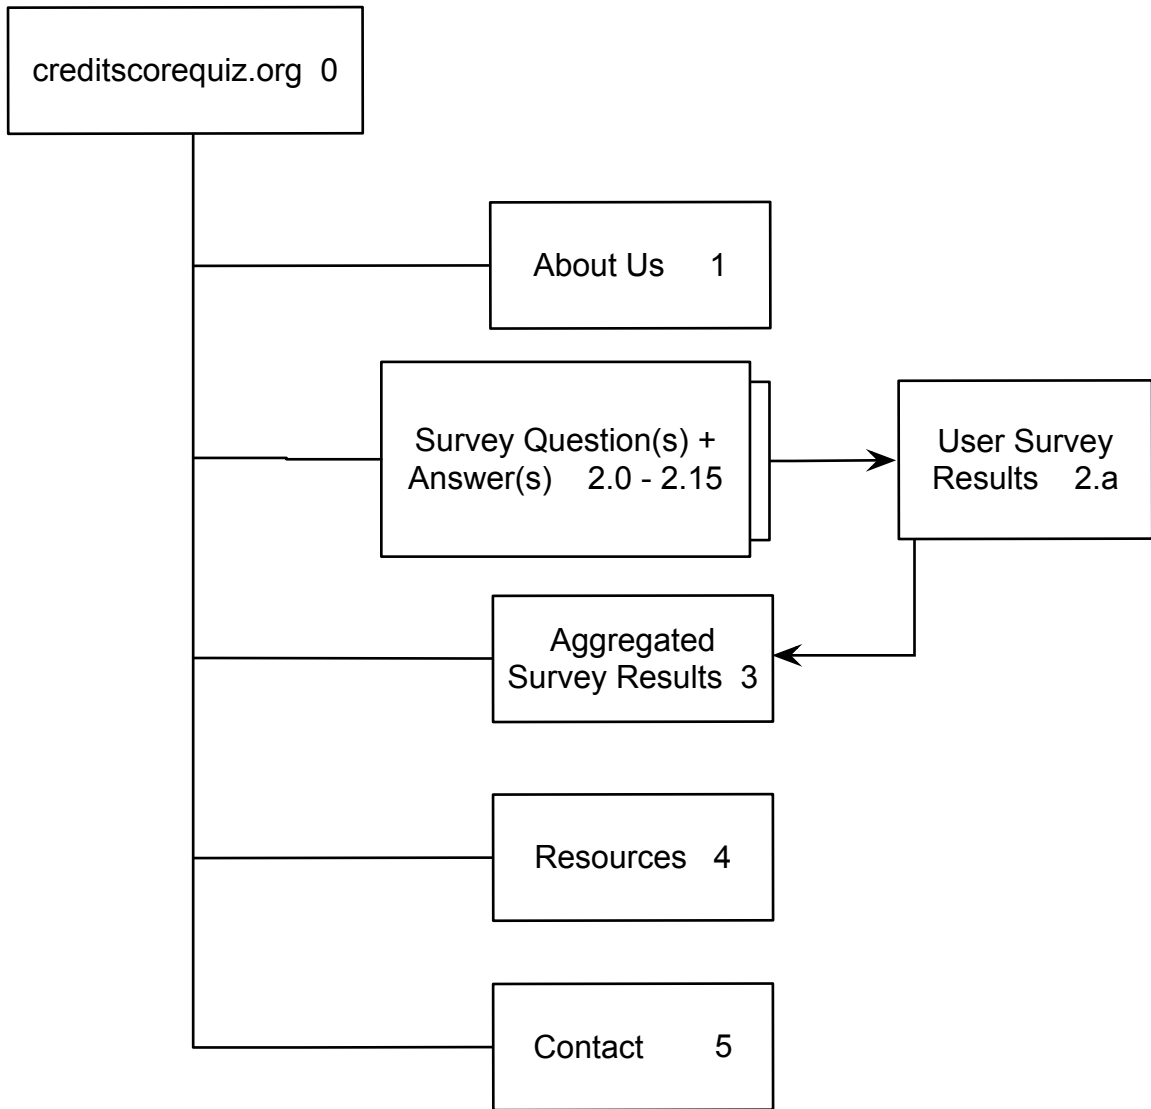 creditscorequiz.org 0
About Us 1
Survey Question(s) +
Answer(s) 2.0 - 2.15
User Survey
Results 2.a
Aggregated
Survey Results 3
Resources 4
Contact 5